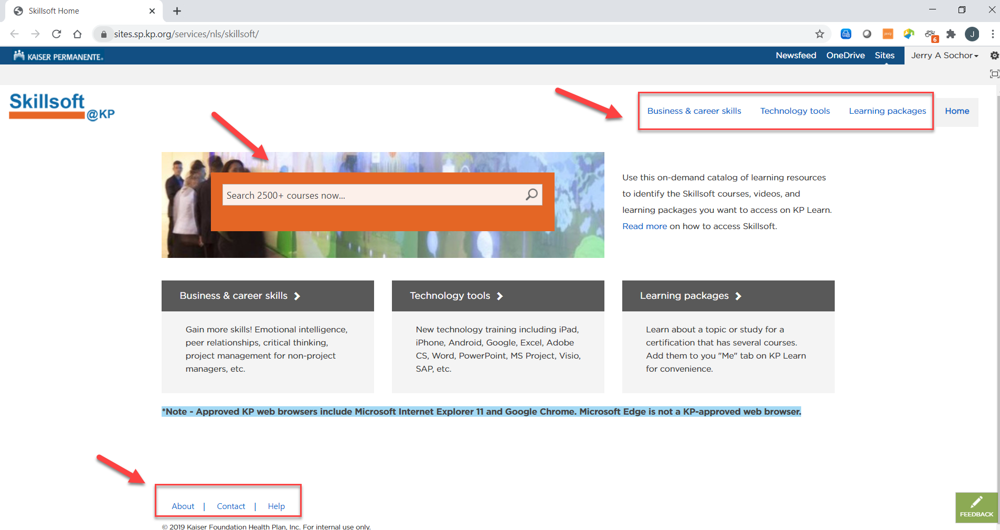 Skillsoft Home
sites.sp.kp.org/services/nls/skillsoft/
6
J
KAISER PERMANENTE®
Newsfeed OneDrive Sites Jerry A Sochor
Skillsoft
@KP
Business & career skills Technology tools Learning packages Home
Search 2500+ courses now...
Use this on-demand catalog of learning resources
to identify the Skillsoft courses, videos, and
learning packages you want to access on KP Learn.
Read more on how to access Skillsoft.
Business & career skills
Gain more skills! Emotional intelligence,
peer relationships, critical thinking,
project management for non-project
managers, etc.
Technology tools
New technology training including iPad,
iPhone, Android, Google, Excel, Adobe
CS, Word, PowerPoint, MS Project, Visio,
SAP, etc.
Learning packages
Learn about a topic or study for a
certification that has several courses.
Add them to you "Me" tab on KP Learn
for convenience.
*Note - Approved KP web browsers include Microsoft Internet Explorer 11 and Google Chrome. Microsoft Edge is not a KP-approved web browser.
About | Contact | Help
© 2019 Kaiser Foundation Health Plan, Inc. For internal use only.
FEEDBACK